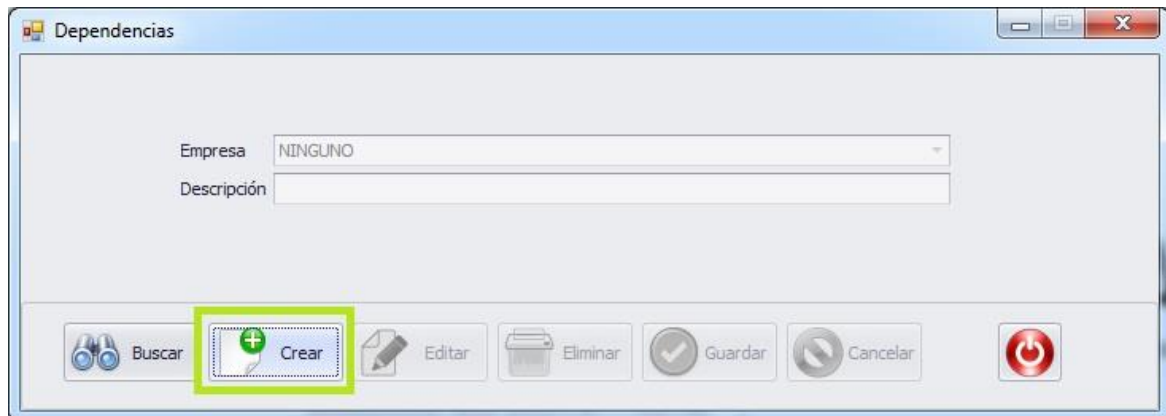 Dependencias
Empresa NINGUNO
Descripción
Buscar Crear Editar Eliminar Guardar Cancelar